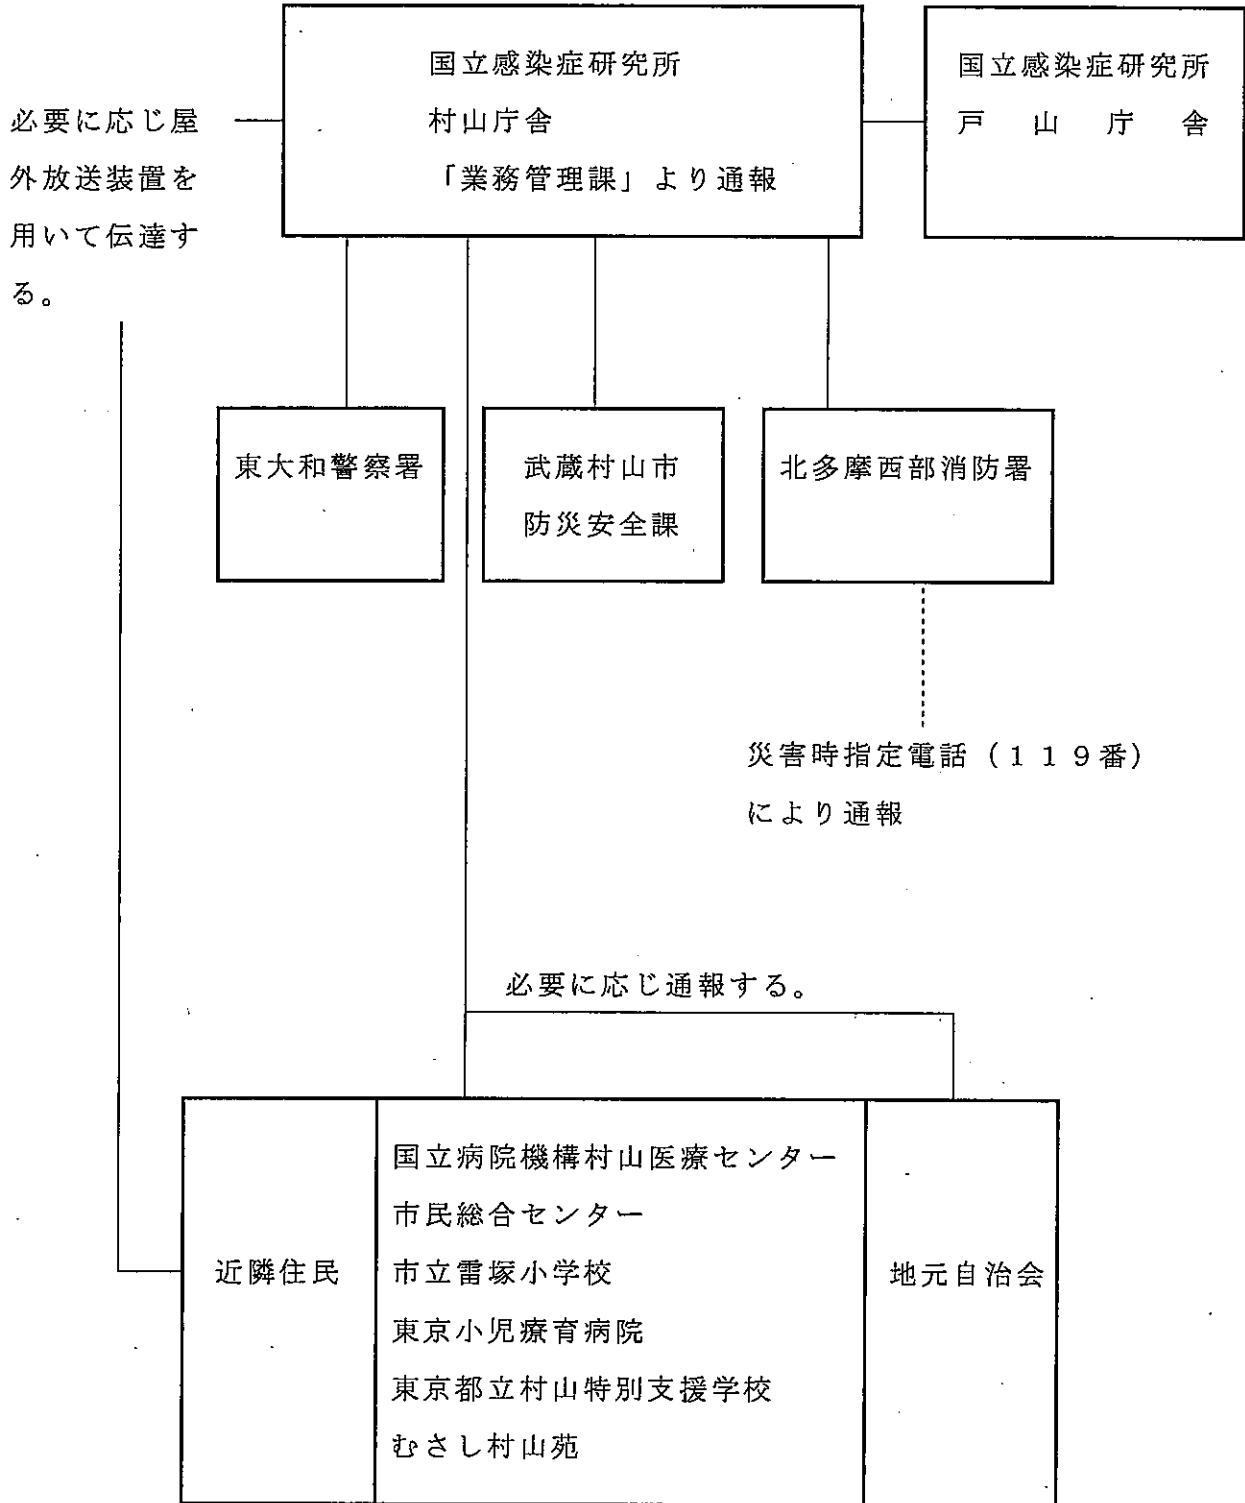 国立感染症研究所
村山庁舎
「業務管理課」より通報
国立感染症研究所
戸山庁舎
必要に応じ屋
外放送装置を
用いて伝達す
る。
東大和警察署
武蔵村山市
防災安全課
北多摩西部消防署
災害時指定電話（１１９番）
により通報
必要に応じ通報する。
近隣住民
国立病院機構村山医療センター
市民総合センター
市立雷塚小学校
東京小児療育病院
東京都立村山特別支援学校
むさし村山苑
地元自治会